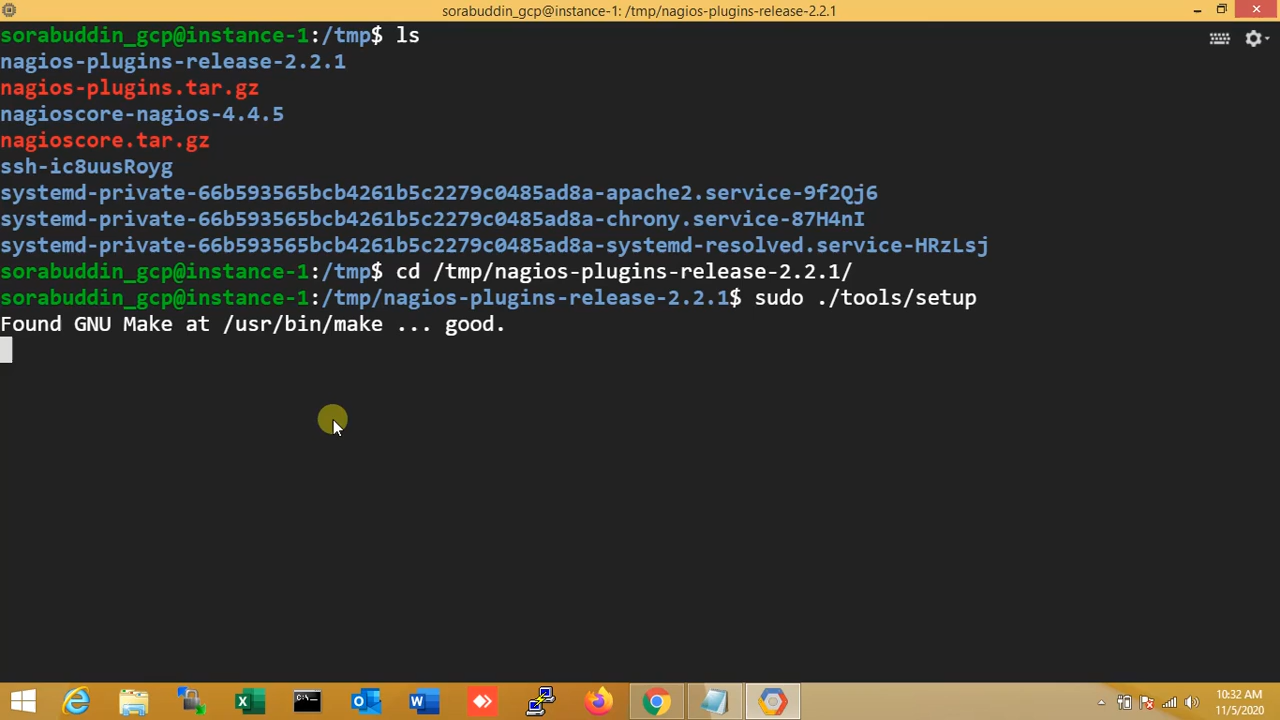 sorabuddin_gcp@instance-1: /tmp/nagios-plugins-release-2.2.1
sorabuddin_gcp@instance-1:/tmp$ ls
nagios-plugins-release-2.2.1
nagios-plugins.tar.gz
nagioscore-nagios-4.4.5
nagioscore.tar.gz
ssh-ic8uusRoyg
systemd-private-66b593565bcb4261b5c2279c0485ad8a-apache2.service-9f2Qj6
systemd-private-66b593565bcb4261b5c2279c0485ad8a-chrony.service-87H4nI
systemd-private-66b593565bcb4261b5c2279c0485ad8a-systemd-resolved.service-HRzLsj
sorabuddin_gcp@instance-1:/tmp$ cd /tmp/nagios-plugins-release-2.2.1/
sorabuddin_gcp@instance-1:/tmp/nagios-plugins-release-2.2.1$ sudo ./tools/setup
Found GNU Make at /usr/bin/make ... good.
10:32 AM
11/5/2020